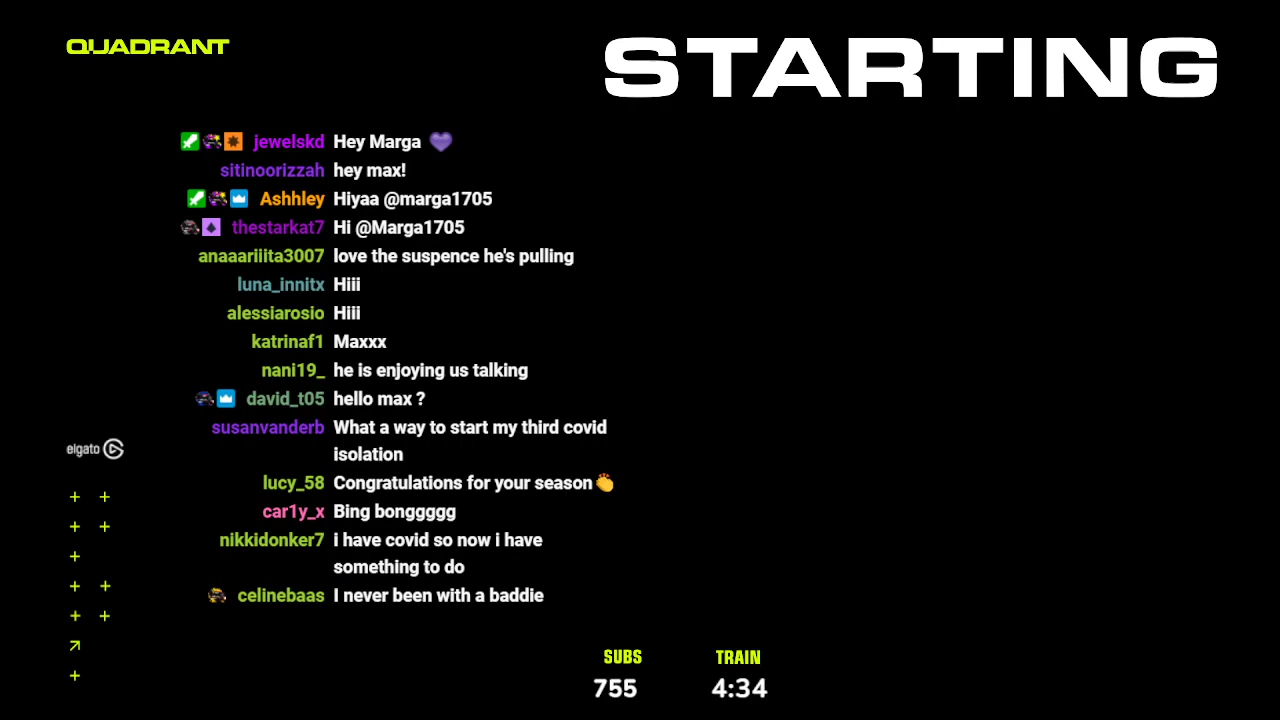 QUADRANT
STARTING
jewelskd Hey Marga 💜
sitinoorizzah hey max!
Ashhley Hiyaa @marga1705
thestarkat7 Hi @Marga1705
anaaariiita3007 love the suspence he's pulling
luna_innitx Hiii
alessiarosio Hiii
katrinaf1 Maxxx
nani19_ he is enjoying us talking
david_t05 hello max ?
susanvanderb What a way to start my third covid
isolation
elgato
lucy_58 Congratulations for your season👏
car1y_x Bing bonggggg
nikkidonker7 i have covid so now i have
something to do
celinebaas I never been with a baddie
SUBS TRAIN
755 4:34